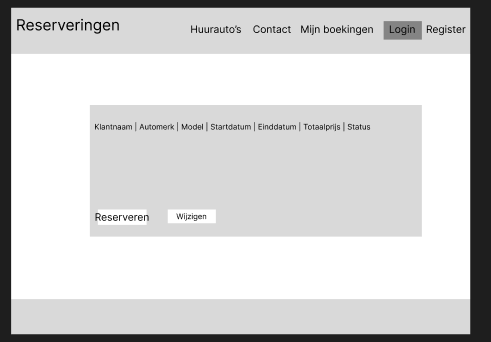 Reserveringen
Huurauto's Contact Mijn boekingen Login Register
Klantnaam | Automerk | Model | Startdatum | Einddatum | Totaalprijs | Status
Reserveren Wijzigen